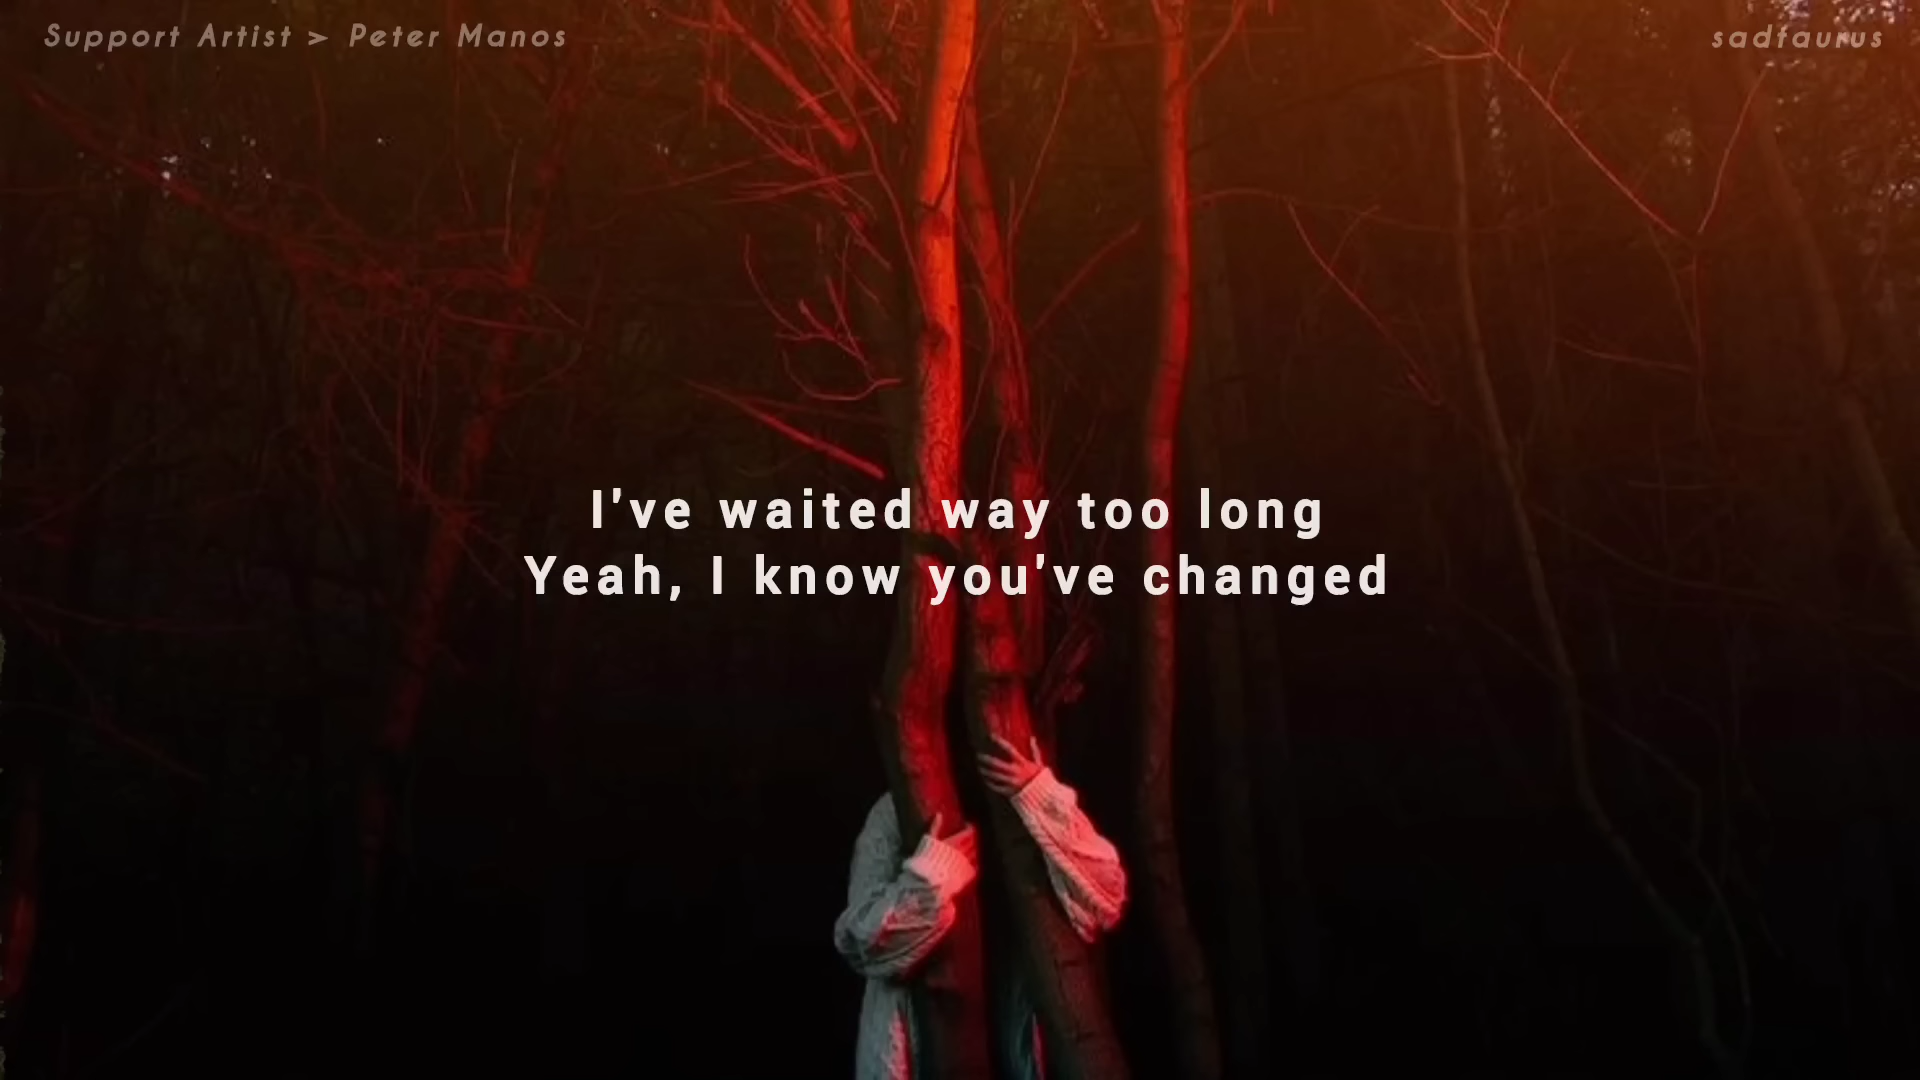 Support Artist > Peter Manos
sadfaurus
I've waited way too long
Yeah, I know you've changed